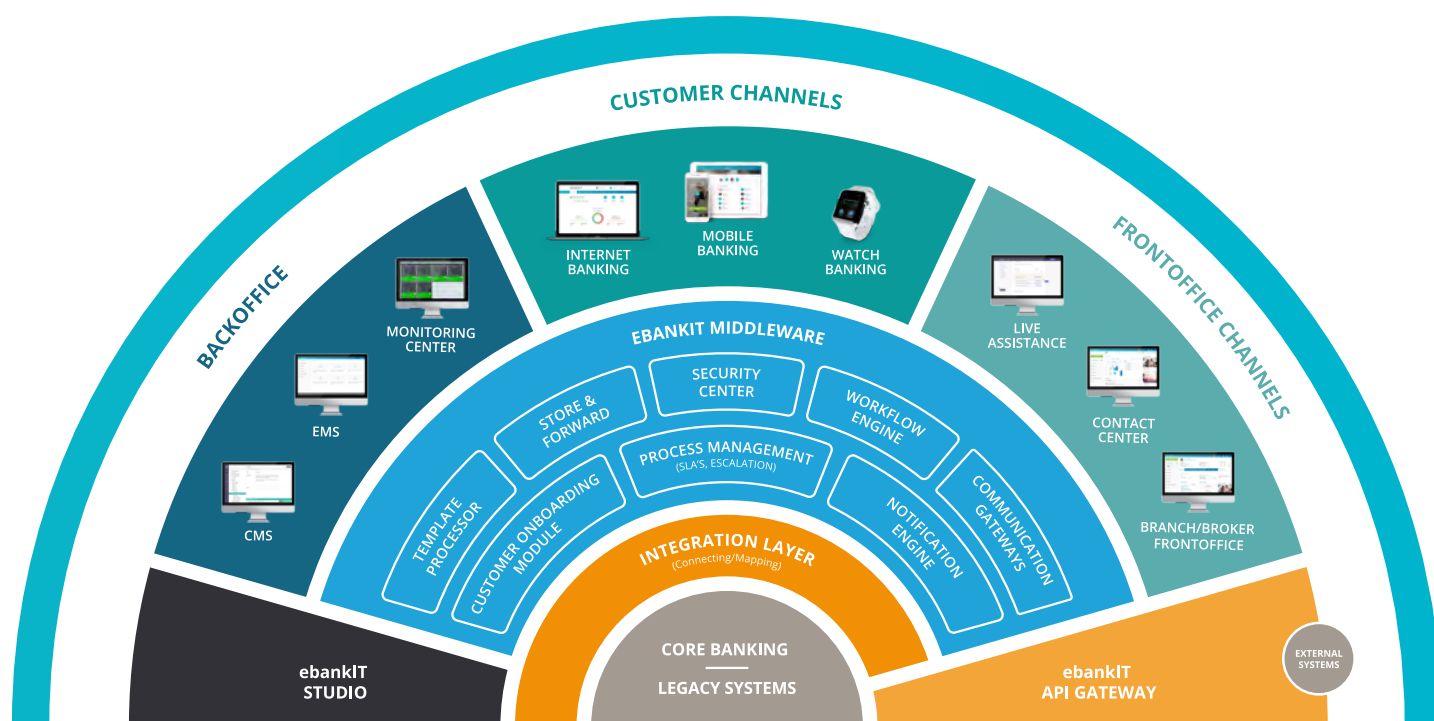 CUSTOMER CHANNELS
BACKOFFICE
FRONTOFFICE CHANNELS
INTERNET
BANKING
MOBILE
BANKING
WATCH
BANKING
MONITORING
CENTER
EMS
CMS
LIVE
ASSISTANCE
CONTACT
CENTER
BRANCH/BROKER
FRONTOFFICE
EBANKIT MIDDLEWARE
TEMPLATE
PROCESSOR
STORE &
FORWARD
SECURITY
CENTER
WORKFLOW
ENGINE
COMMUNICATION
GATEWAYS
CUSTOMER ONBOARDING
MODULE
PROCESS MANAGEMENT
(SLA'S, ESCALATION)
NOTIFICATION
ENGINE
INTEGRATION LAYER
(Connecting/Mapping)
CORE BANKING
LEGACY SYSTEMS
ebankIT
STUDIO
ebankIT
API GATEWAY
EXTERNAL
SYSTEMS